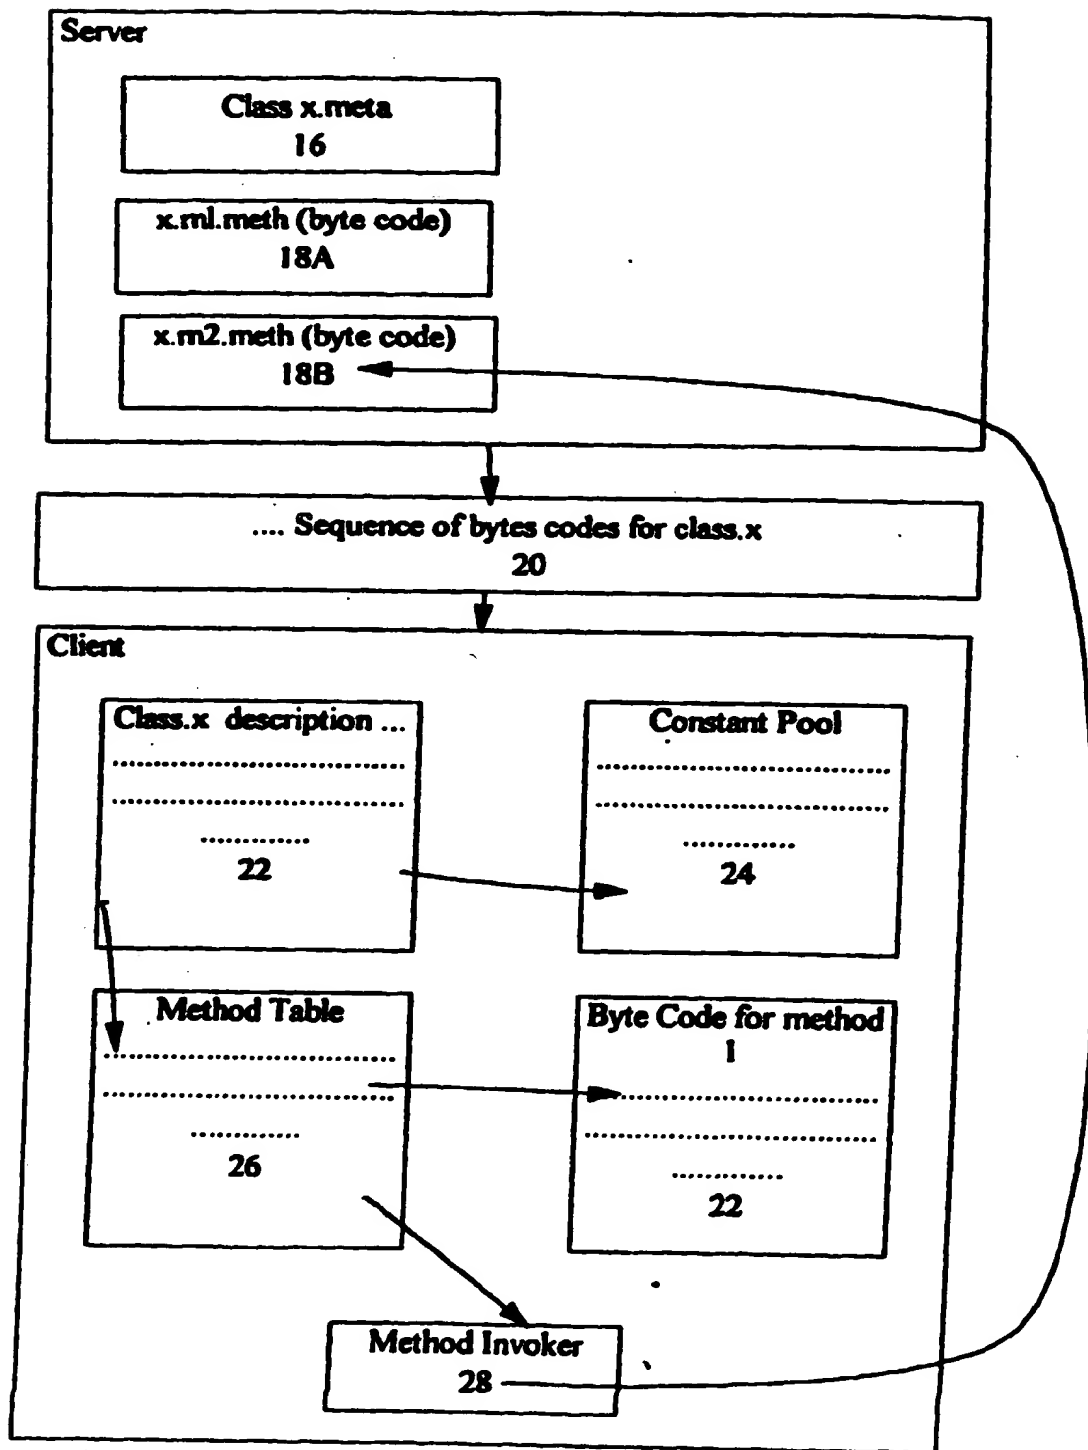 Server
Class x.meta
16
x.ml.meth (byte code)
18A
x.m2.meth (byte code)
18B
.... Sequence of bytes codes for class.x
20
Client
Class.x description ...
22
Constant Pool
24
Method Table
26
Byte Code for method
1
22
Method Invoker
28